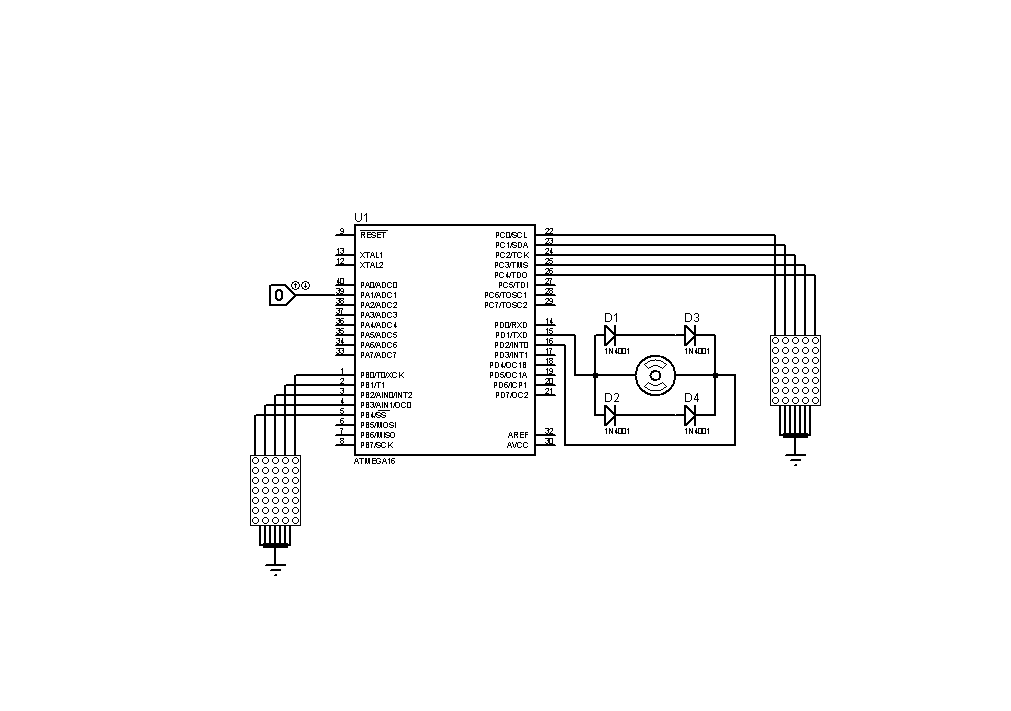 U1
9 RESET
13 XTAL1
12 XTAL2
40 PA0/ADC0
39 PA1/ADC1
38 PA2/ADC2
37 PA3/ADC3
36 PA4/ADC4
35 PA5/ADC5
34 PA6/ADC6
33 PA7/ADC7
1 PB0/T0/XCK
2 PB1/T1
3 PB2/AIN0/INT2
4 PB3/AIN1/OC0
5 PB4/SS
6 PB5/MOSI
7 PB6/MISO
8 PB7/SCK
PC0/SCL 22
PC1/SDA 23
PC2/TCK 24
PC3/TMS 25
PC4/TDO 26
PC5/TDI 27
PC6/TOSC1 28
PC7/TOSC2 29
PD0/RXD 14
PD1/TXD 15
PD2/INT0 16
PD3/INT1 17
PD4/OC1B 18
PD5/OC1A 19
PD6/ICP1 20
PD7/OC2 21
AREF 32
AVCC 30
ATMEGA16
0
D1
1N4001
D3
1N4001
D2
1N4001
D4
1N4001